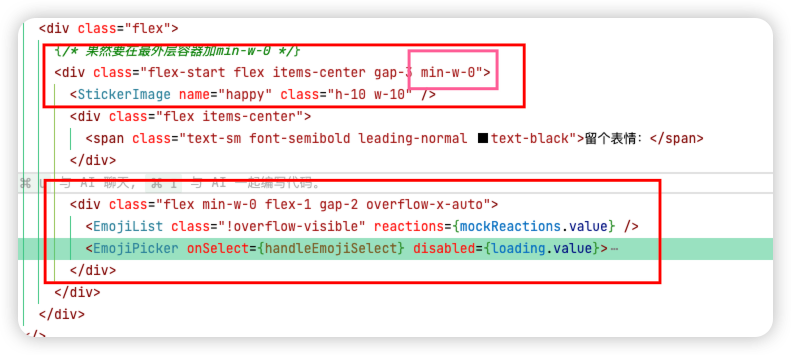 <div class="flex">
{/* 果然要在最外层容器加min-w-0 */}
<div class="flex-start flex items-center gap-3 min-w-0">
<StickerImage name="happy" class="h-10 w-10" />
<div class="flex items-center">
<span class="text-sm font-semibold leading-normal text-black">留个表情：</span>
</div>
与 AI 聊天, ⌘ I 与 AI 一起编写代码。
<div class="flex min-w-0 flex-1 gap-2 overflow-x-auto">
<EmojiList class="!overflow-visible" reactions={mockReactions.value} />
<EmojiPicker onSelect={handleEmojiSelect} disabled={loading.value}>⋯
</div>
</div>
</div>
</>